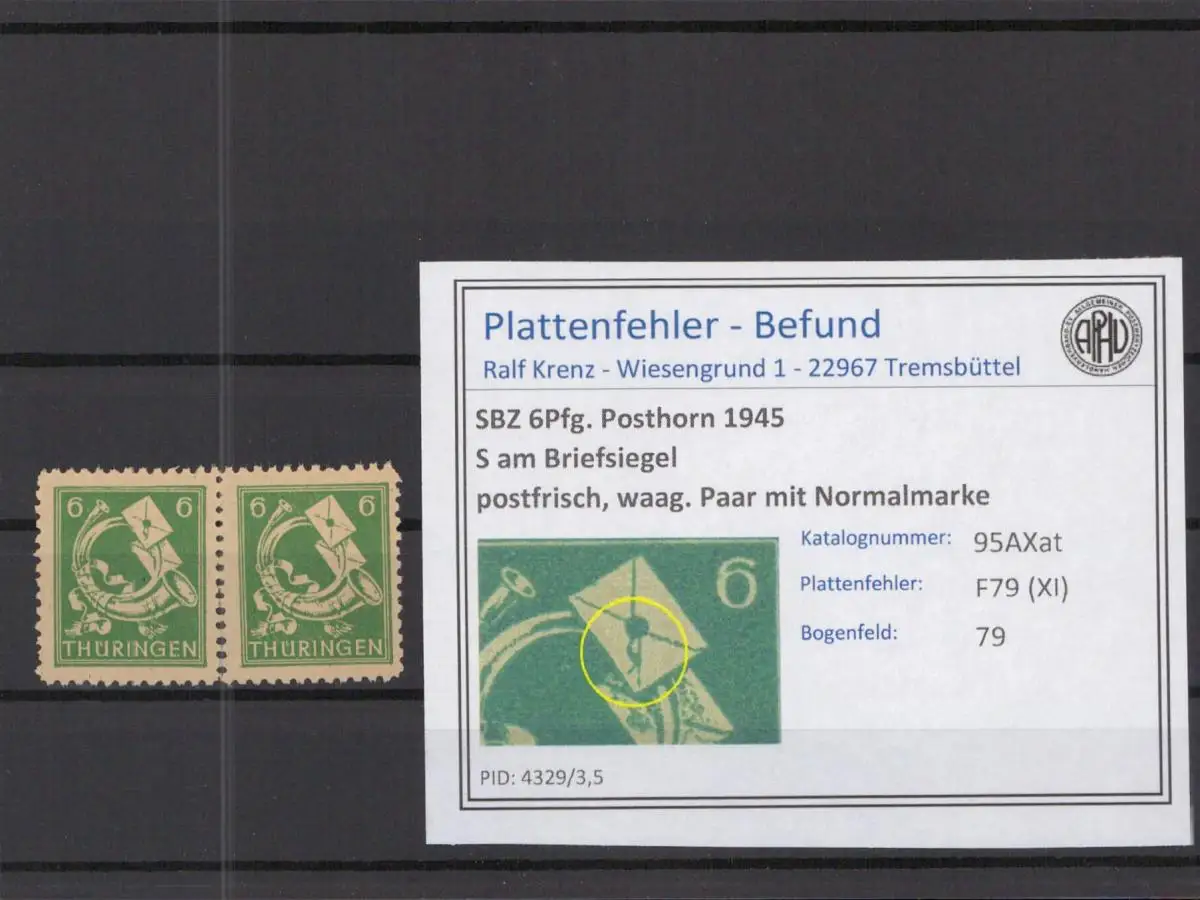 Plattenfehler - Befund
Ralf Krenz - Wiesengrund 1 - 22967 Tremsbüttel
APHV
SBZ 6Pfg. Posthorn 1945
S am Briefsiegel
postfrisch, waag. Paar mit Normalmarke
Katalognummer: 95AXat
Plattenfehler: F79 (XI)
Bogenfeld: 79
6
PID: 4329/3,5
6 6
THÜRINGEN
6 6
THÜRINGEN